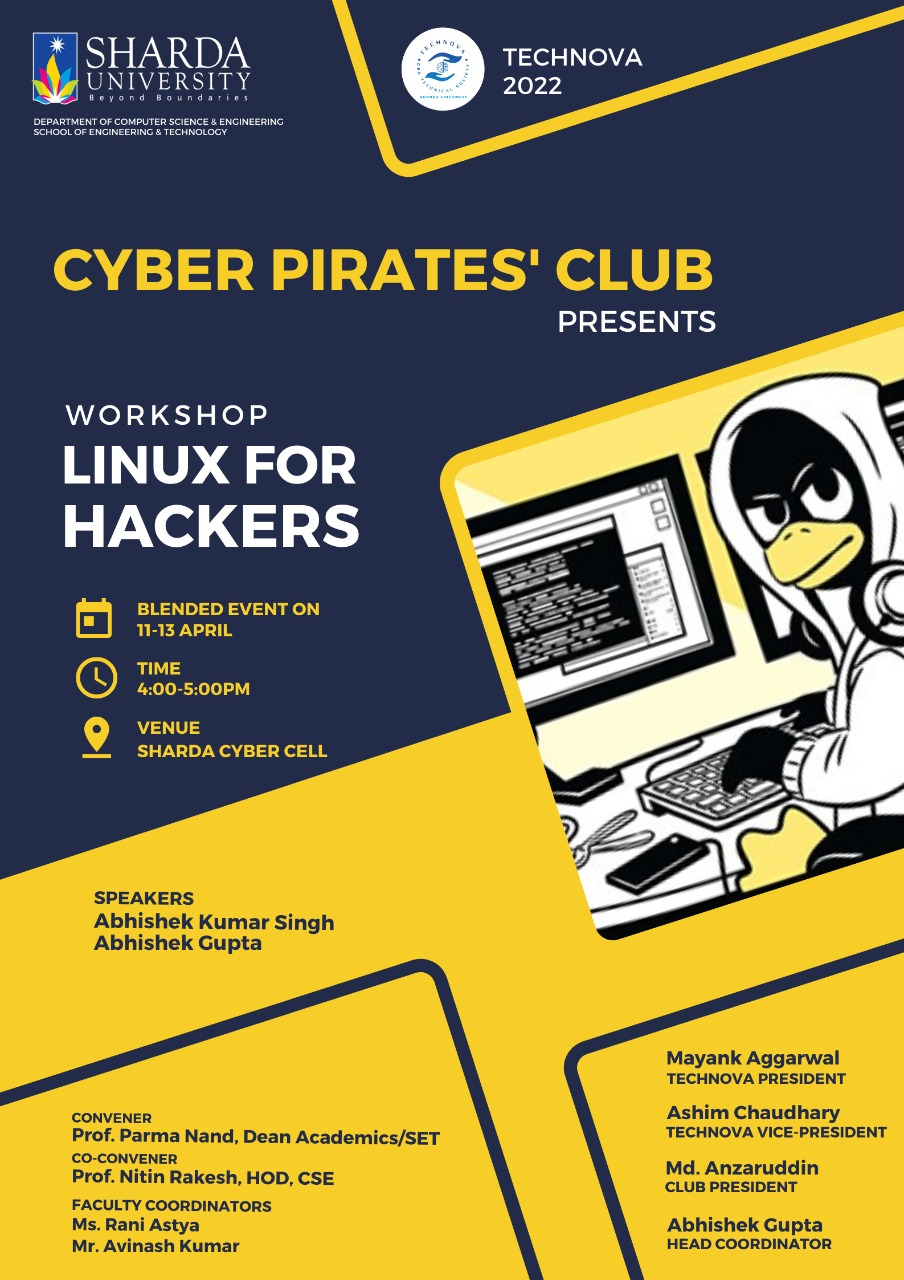 SHARDA
UNIVERSITY
Beyond Boundaries
DEPARTMENT OF COMPUTER SCIENCE & ENGINEERING
SCHOOL OF ENGINEERING & TECHNOLOGY
TECHNOVA
SHARDA UNIVERSITY
TECHNOVA
2022
CYBER PIRATES' CLUB
PRESENTS
WORKSHOP
LINUX FOR
HACKERS
BLENDED EVENT ON
11-13 APRIL
TIME
4:00-5:00PM
VENUE
SHARDA CYBER CELL
SPEAKERS
Abhishek Kumar Singh
Abhishek Gupta
CONVENER
Prof. Parma Nand, Dean Academics/SET
CO-CONVENER
Prof. Nitin Rakesh, HOD, CSE
FACULTY COORDINATORS
Ms. Rani Astya
Mr. Avinash Kumar
Mayank Aggarwal
TECHNOVA PRESIDENT
Ashim Chaudhary
TECHNOVA VICE-PRESIDENT
Md. Anzaruddin
CLUB PRESIDENT
Abhishek Gupta
HEAD COORDINATOR